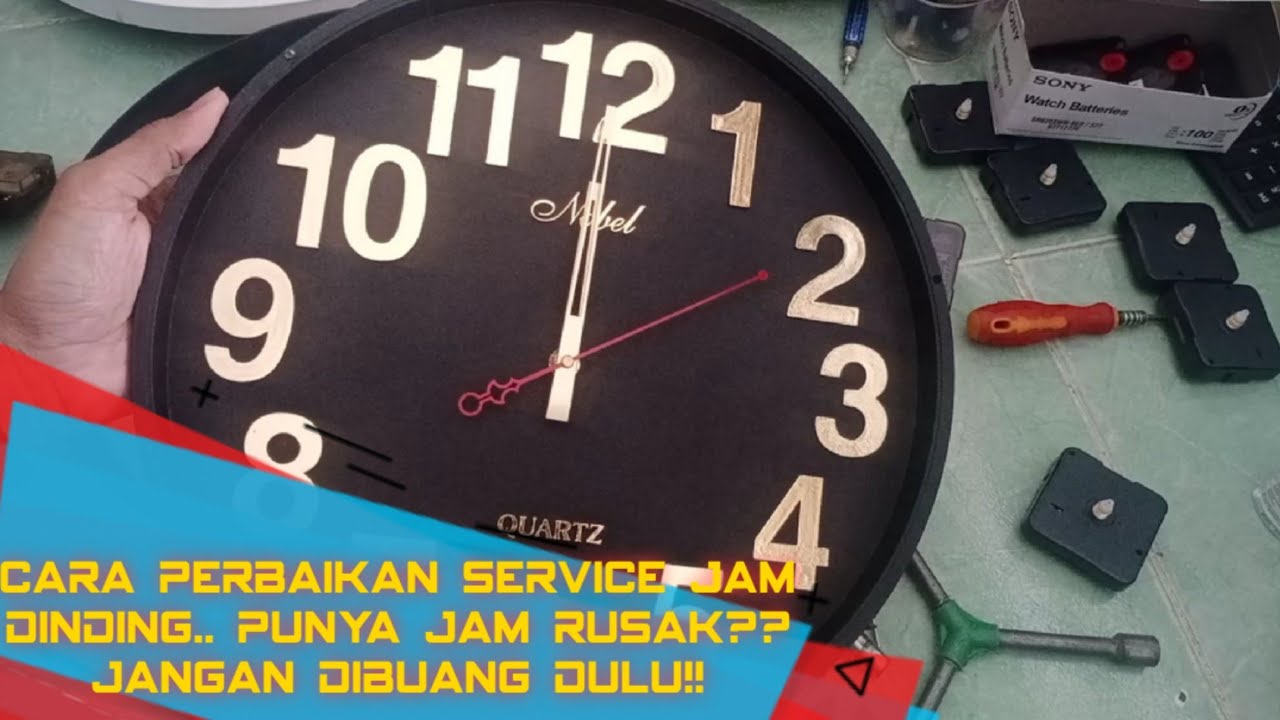 12
11
1
10
2
9
3
8
4
Nobel
QUARTZ
SONY
Watch Batteries
:100
CARA PERBAIKAN SERVICE JAM
DINDING.. PUNYA JAM RUSAK??
JANGAN DIBUANG DULU!!